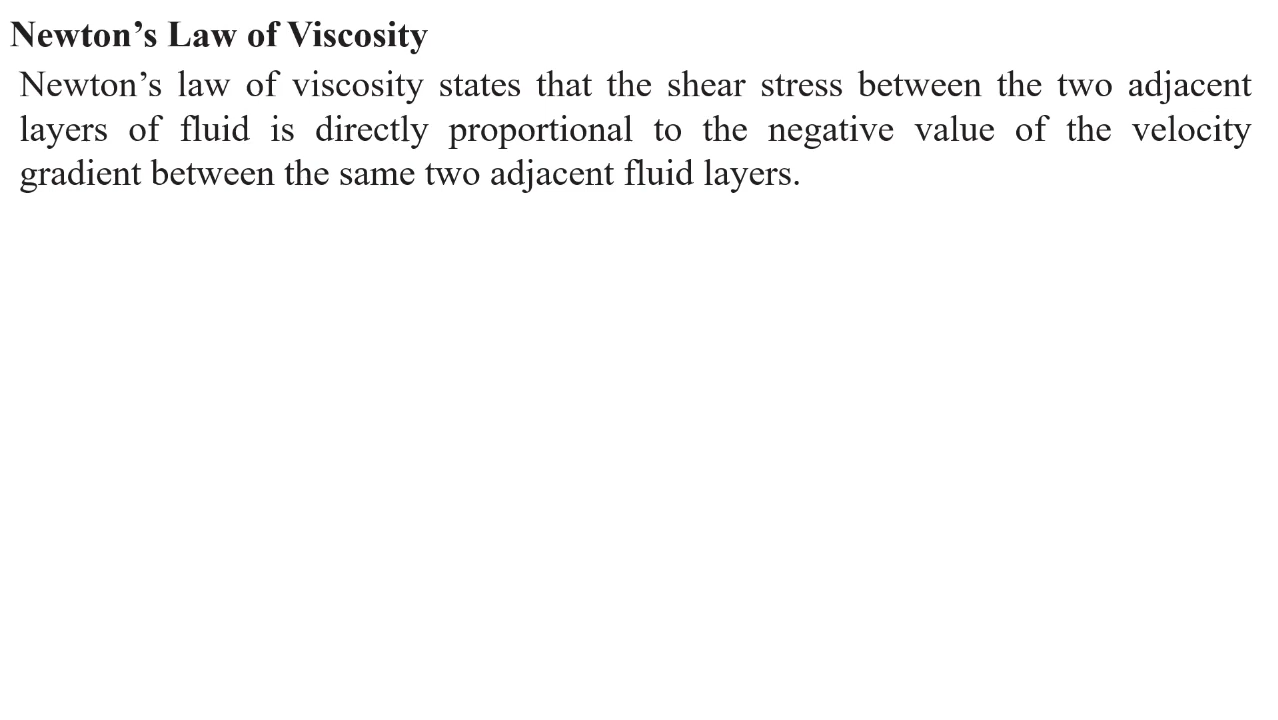 Newton’s Law of Viscosity
Newton’s law of viscosity states that the shear stress between the two adjacent
layers of fluid is directly proportional to the negative value of the velocity
gradient between the same two adjacent fluid layers.